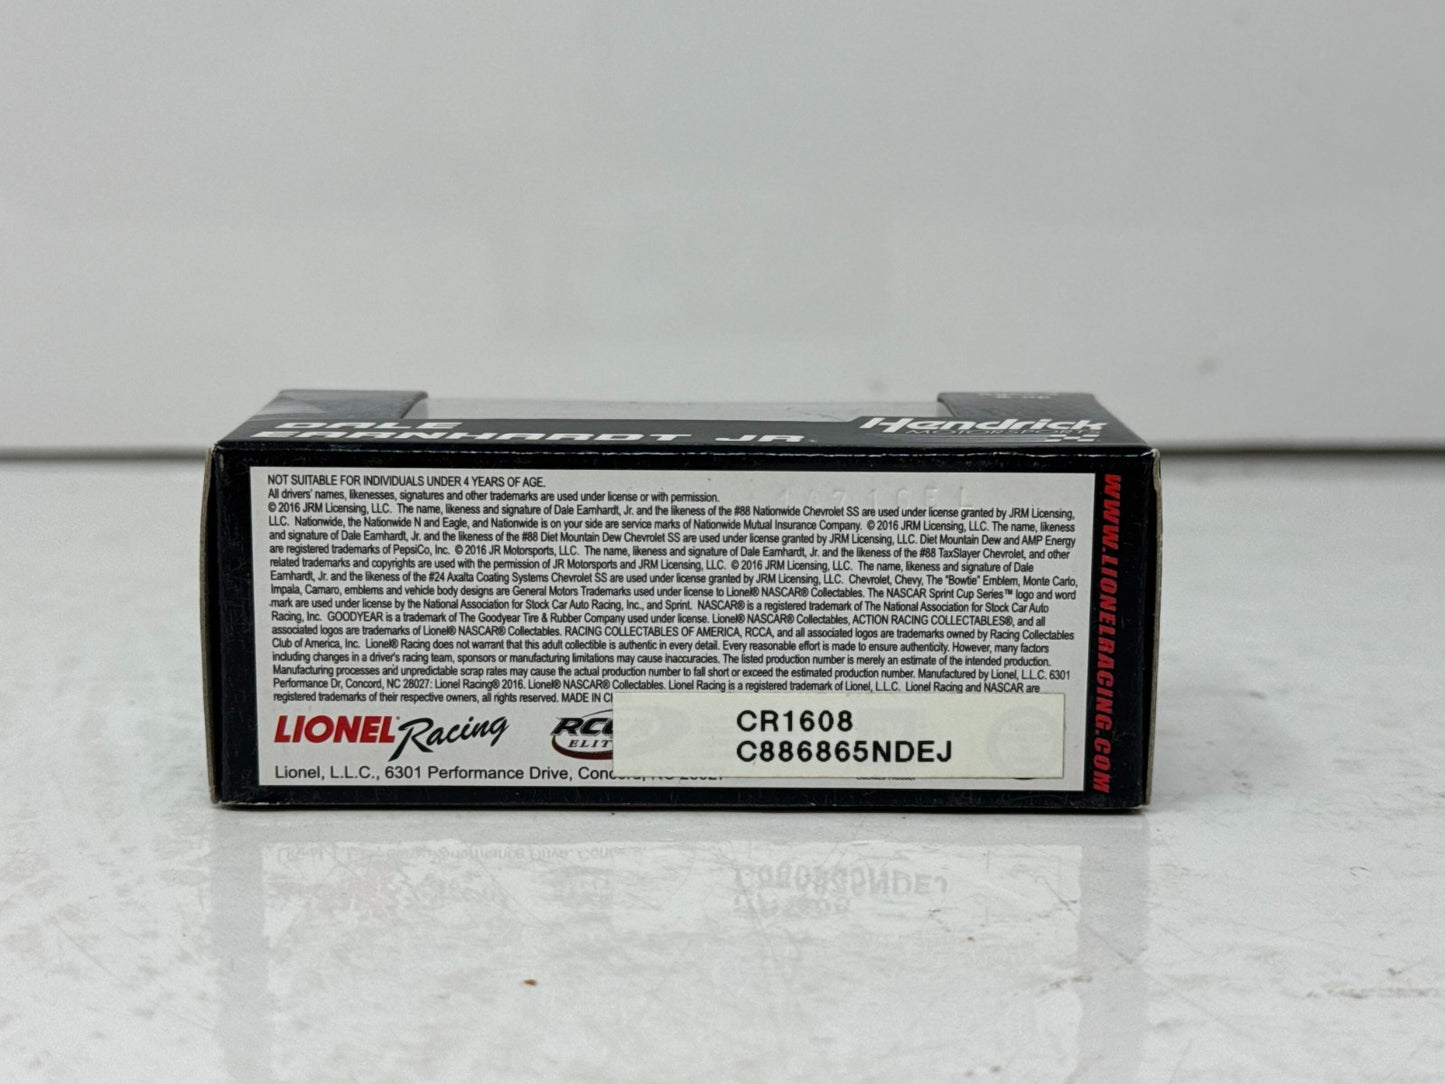 DALE
EARNHARDT JR.
Hendrick
MOTORSPORTS
NOT SUITABLE FOR INDIVIDUALS UNDER 4 YEARS OF AGE.
All drivers' names, likenesses, signatures and other trademarks are used under license or with permission.
© 2016 JRM Licensing, LLC. The name, likeness and signature of Dale Earnhardt, Jr. and the likeness of the #88 Nationwide Chevrolet SS are used under license granted by JRM Licensing,
LLC. Nationwide, the Nationwide N and Eagle, and Nationwide is on your side are service marks of Nationwide Mutual Insurance Company. © 2016 JRM Licensing, LLC. The name, likeness
and signature of Dale Earnhardt, Jr. and the likeness of the #88 Diet Mountain Dew Chevrolet SS are used under license granted by JRM Licensing, LLC. Diet Mountain Dew and AMP Energy
are registered trademarks of PepsiCo, Inc. © 2016 JR Motorsports, LLC. The name, likeness and signature of Dale Earnhardt, Jr. and the likeness of the #88 TaxSlayer Chevrolet, and other
related trademarks and copyrights are used with the permission of JR Motorsports and JRM Licensing, LLC. © 2016 JRM Licensing, LLC. The name, likeness and signature of Dale
Earnhardt, Jr. and the likeness of the #24 Axalta Coating Systems Chevrolet SS are used under license granted by JRM Licensing, LLC. Chevrolet, Chevy, The "Bowtie" Emblem, Monte Carlo,
Impala, Camaro, emblems and vehicle body designs are General Motors Trademarks used under license to Lionel® NASCAR® Collectables. The NASCAR Sprint Cup Series™ logo and word
mark are used under license by the National Association for Stock Car Auto Racing, Inc., and Sprint. NASCAR® is a registered trademark of The National Association for Stock Car Auto
Racing, Inc. GOODYEAR is a trademark of The Goodyear Tire & Rubber Company used under license. Lionel® NASCAR® Collectables, ACTION RACING COLLECTABLES®, and all
associated logos are trademarks of Lionel® NASCAR® Collectables. RACING COLLECTABLES OF AMERICA, RCCA, and all associated logos are trademarks owned by Racing Collectables
Club of America, Inc. Lionel® Racing does not warrant that this adult collectible is authentic in every detail. Every reasonable effort is made to ensure authenticity. However, many factors
including changes in a driver's racing team, sponsors or manufacturing limitations may cause inaccuracies. The listed production number is merely an estimate of the intended production.
Manufacturing processes and unpredictable scrap rates may cause the actual production number to fall short or exceed the estimated production number. Manufactured by Lionel, L.L.C. 6301
Performance Dr, Concord, NC 28027: Lionel Racing® 2016. Lionel® NASCAR® Collectables. Lionel Racing is a registered trademark of Lionel, L.L.C. Lionel Racing and NASCAR are
registered trademarks of their respective owners, all rights reserved. MADE IN
LIONEL Racing
CR1608
C886865NDEJ
Lionel, L.L.C., 6301 Performance Drive,
WWW.LIONELRACING.COM